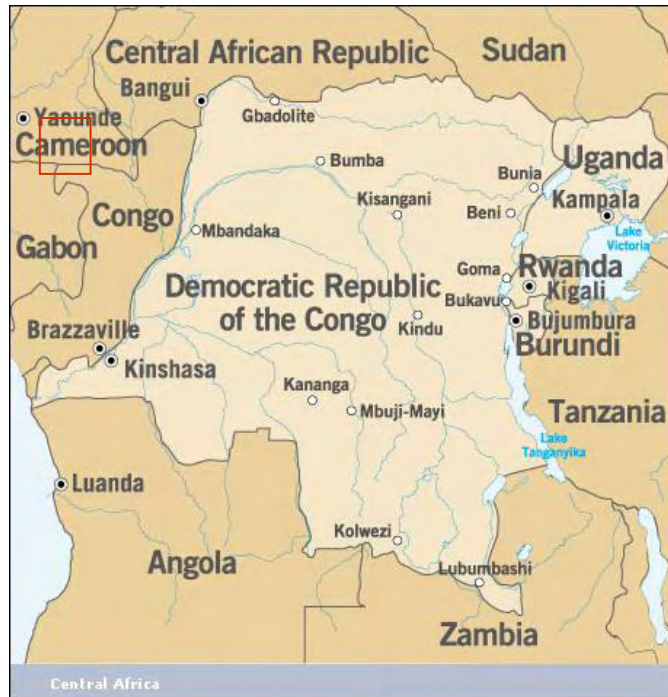 Central African Republic
Sudan
Bangui
Gbadolite
Yaounde
Cameroon
Bumba
Uganda
Bunia
Kampala
Congo
Kisangani
Beni
Lake
Victoria
Mbandaka
Gabon
Goma
Rwanda
Democratic Republic
of the Congo
Kigali
Bukavu
Kindu
Bujumbura
Burundi
Brazzaville
Kinshasa
Kananga
Mbuji-Mayi
Tanzania
Lake
Tanganyika
Luanda
Kolwezi
Angola
Lubumbashi
Zambia
Central Africa